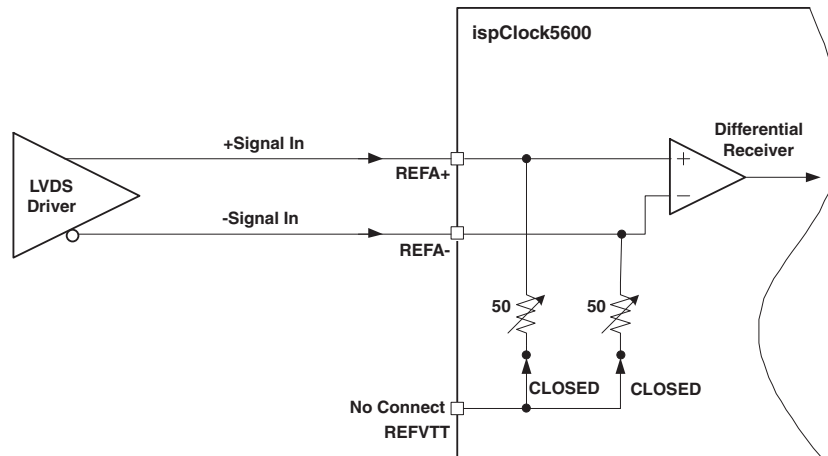 ispClock5600
+Signal In
REFA+
Differential
Receiver
+
LVDS
Driver
−
-Signal In
REFA-
50
50
CLOSED
CLOSED
No Connect
REFVTT